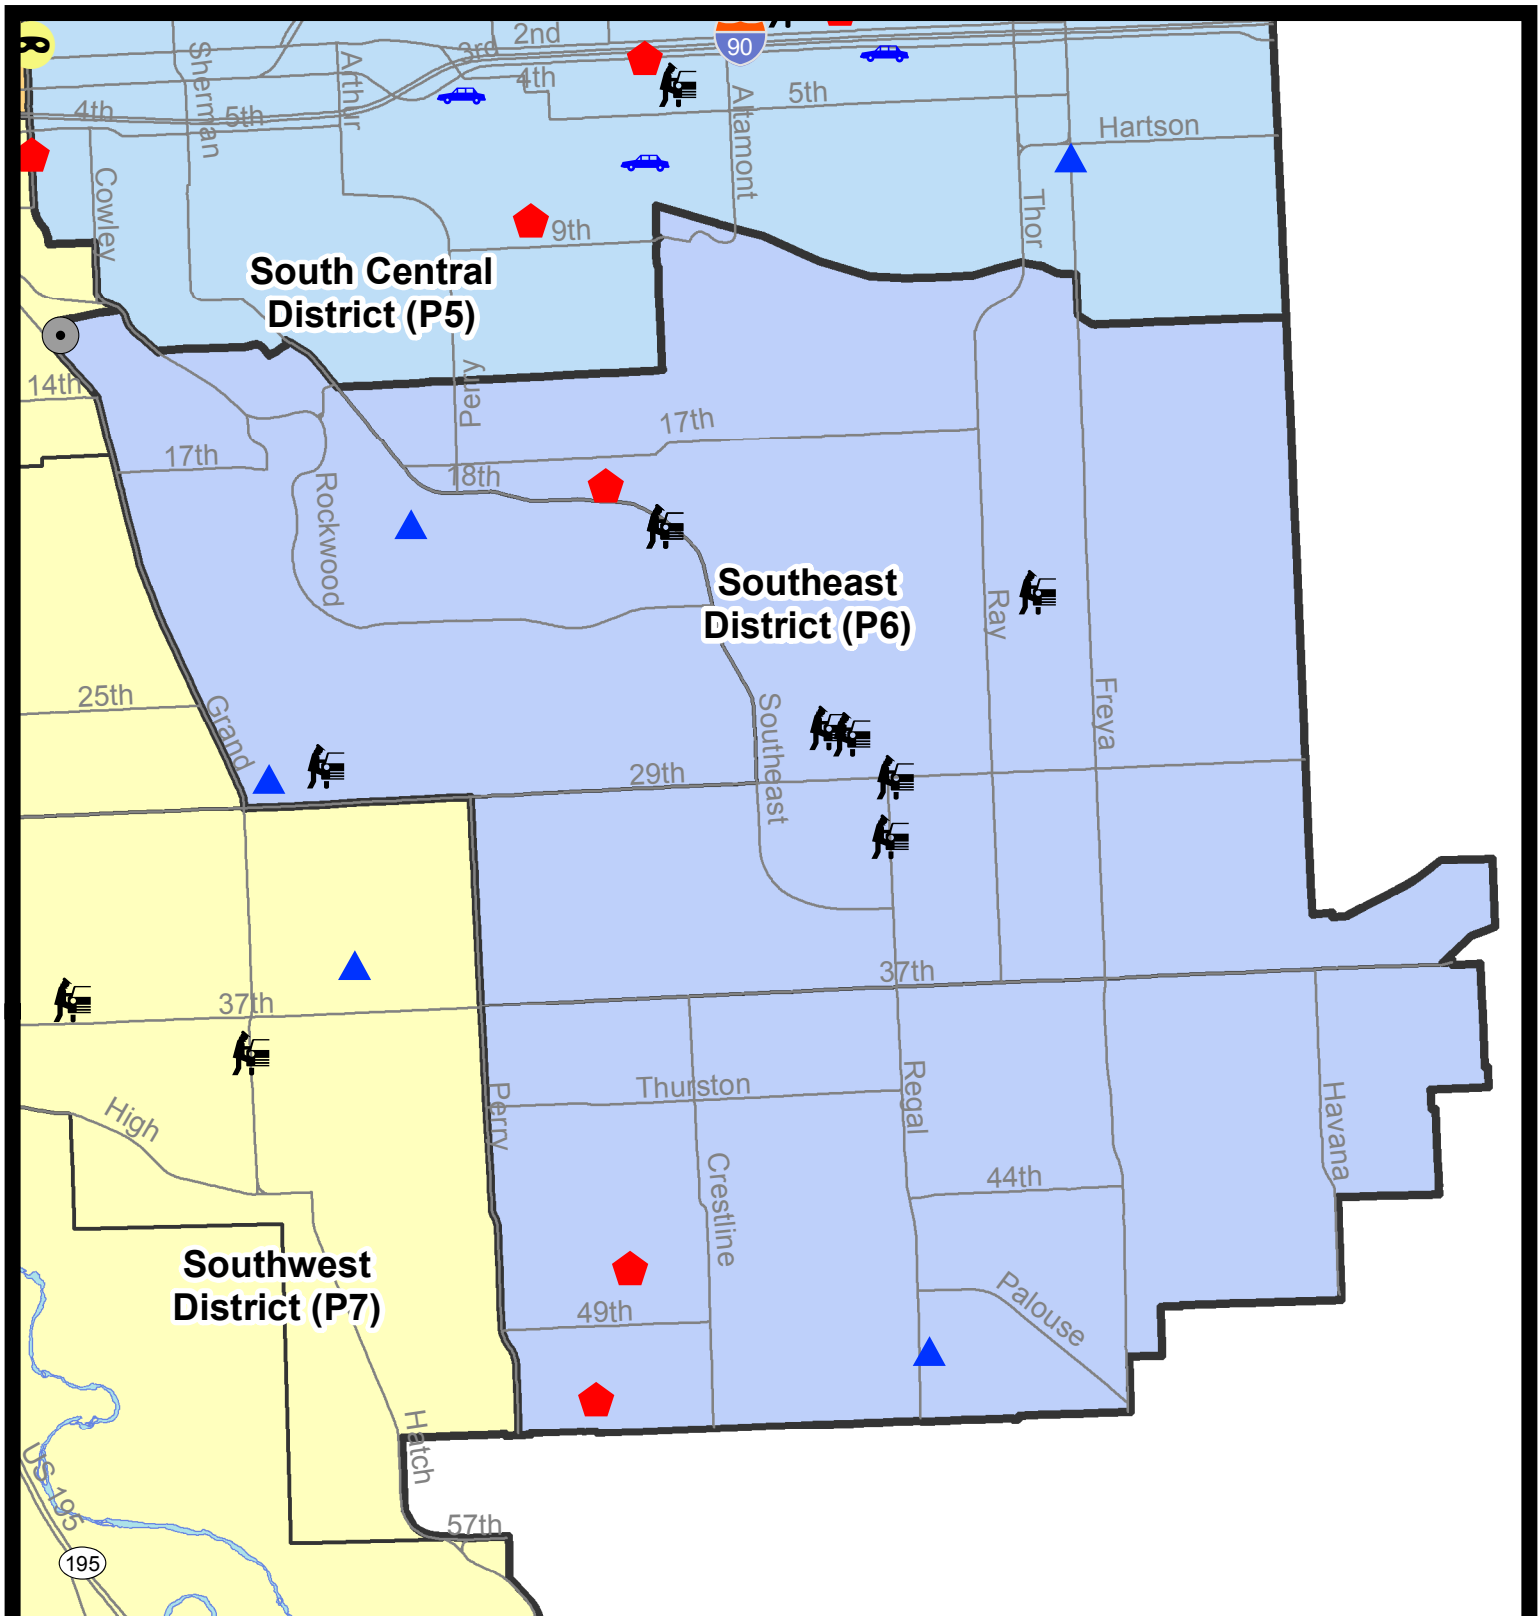 2nd
3rd
90
4th
5th
Sherman
Arthur
Altamont
4th
5th
Hartson
Cowley
Thor
9th
South Central
District (P5)
14th
Perry
17th
17th
18th
Rockwood
Southeast
District (P6)
Ray
25th
Grand
Freya
Southeast
29th
37th
37th
High
Thurston
Perry
Regal
Havana
Crestline
44th
Southwest
District (P7)
49th
Palouse
Hatch
US 195
57th
195